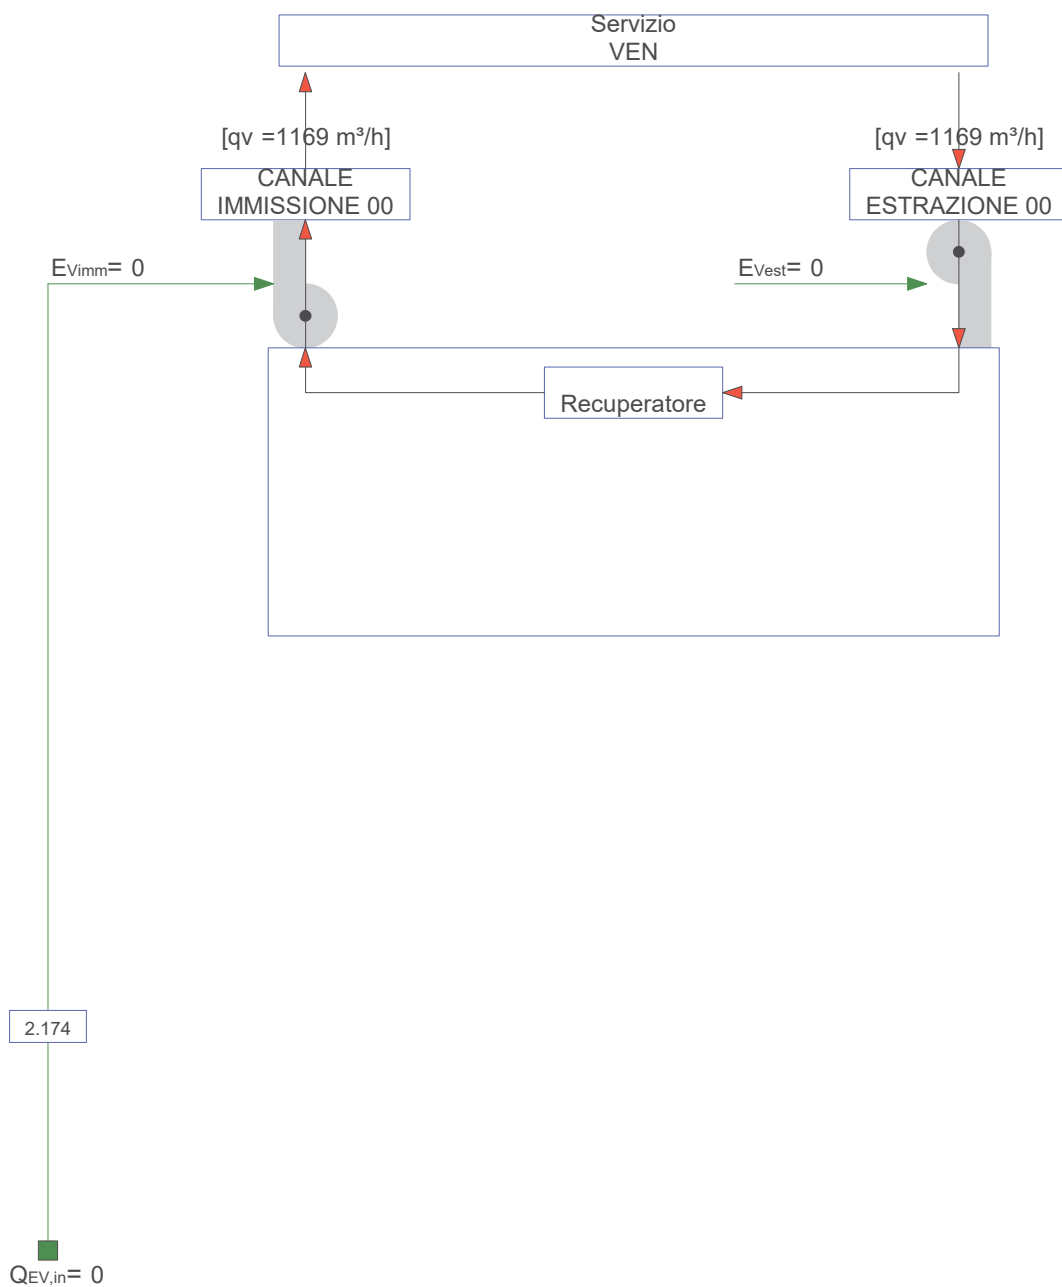 Servizio
VEN
[qv =1169 m³/h]
[qv =1169 m³/h]
CANALE
IMMISSIONE 00
CANALE
ESTRAZIONE 00
EVimm= 0
EVest= 0
Recuperatore
2.174
QEV,in= 0